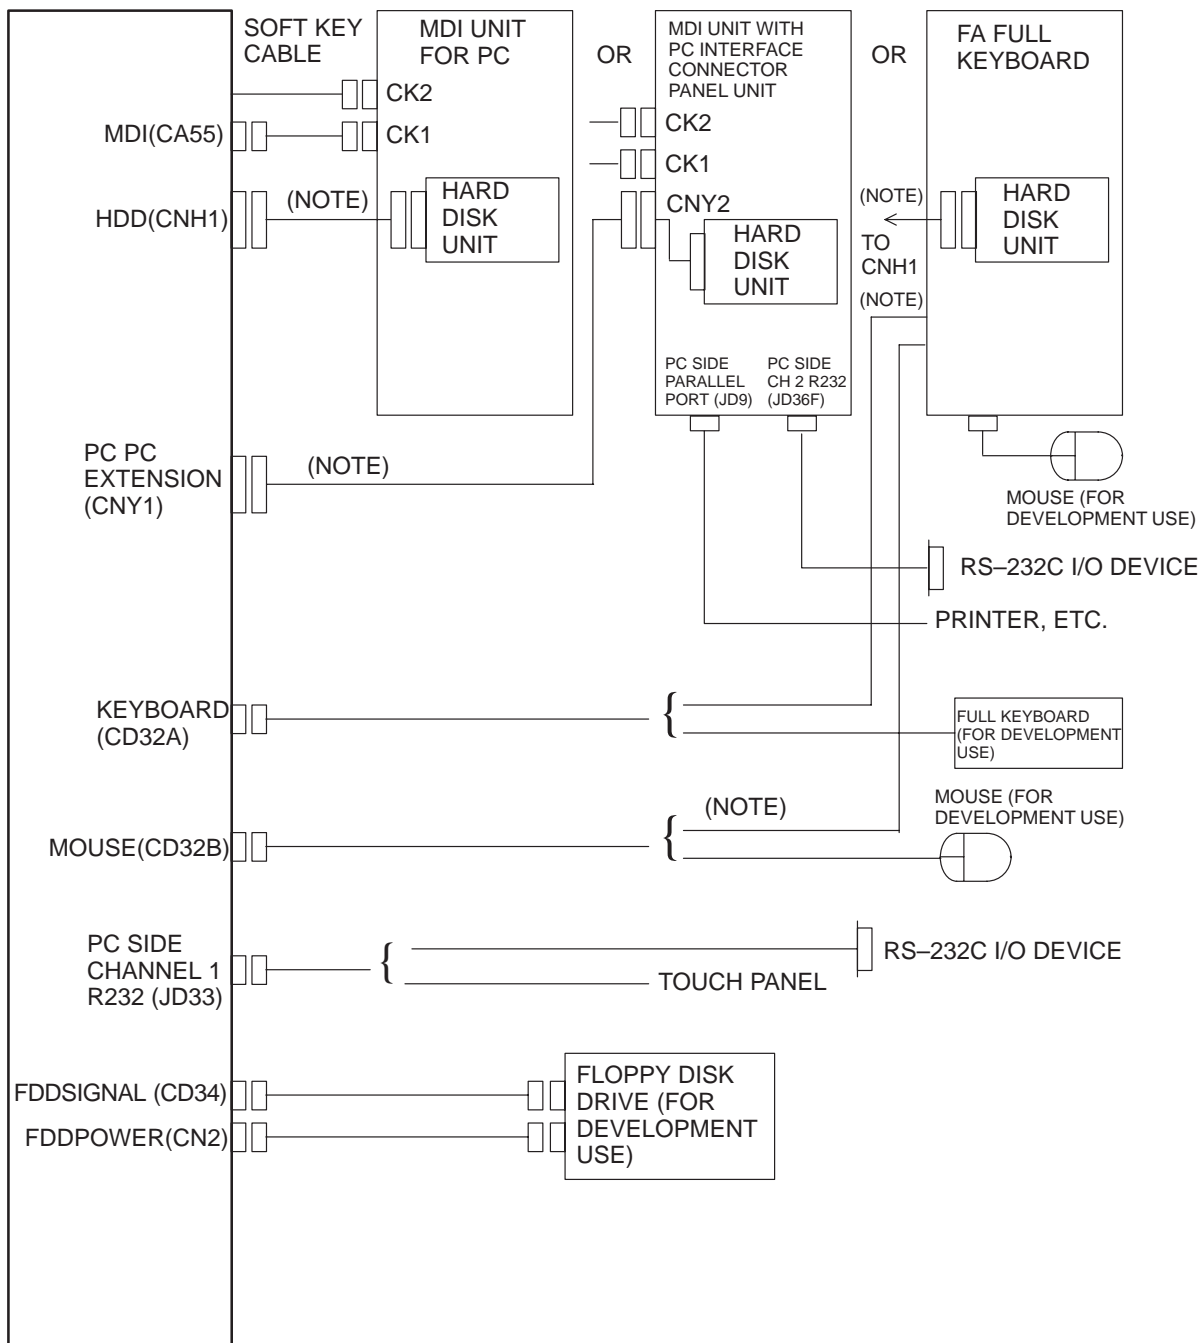 SOFT KEY
CABLE
MDI UNIT
FOR PC
OR
MDI UNIT WITH
PC INTERFACE
CONNECTOR
PANEL UNIT
OR
FA FULL
KEYBOARD
CK2
MDI(CA55)
CK1
CK2
CK1
HDD(CNH1)
(NOTE)
HARD
DISK
UNIT
CNY2
HARD
DISK
UNIT
(NOTE)
TO
CNH1
(NOTE)
HARD
DISK
UNIT
PC SIDE
PARALLEL
PORT (JD9)
PC SIDE
CH 2 R232
(JD36F)
PC PC
EXTENSION
(CNY1)
(NOTE)
MOUSE (FOR
DEVELOPMENT USE)
RS–232C I/O DEVICE
PRINTER, ETC.
KEYBOARD
(CD32A)
{
FULL KEYBOARD
(FOR DEVELOPMENT
USE)
MOUSE(CD32B)
{
(NOTE)
MOUSE (FOR
DEVELOPMENT USE)
PC SIDE
CHANNEL 1
R232 (JD33)
{
RS–232C I/O DEVICE
TOUCH PANEL
FDDSIGNAL (CD34)
FDDPOWER(CN2)
FLOPPY DISK
DRIVE (FOR
DEVELOPMENT
USE)